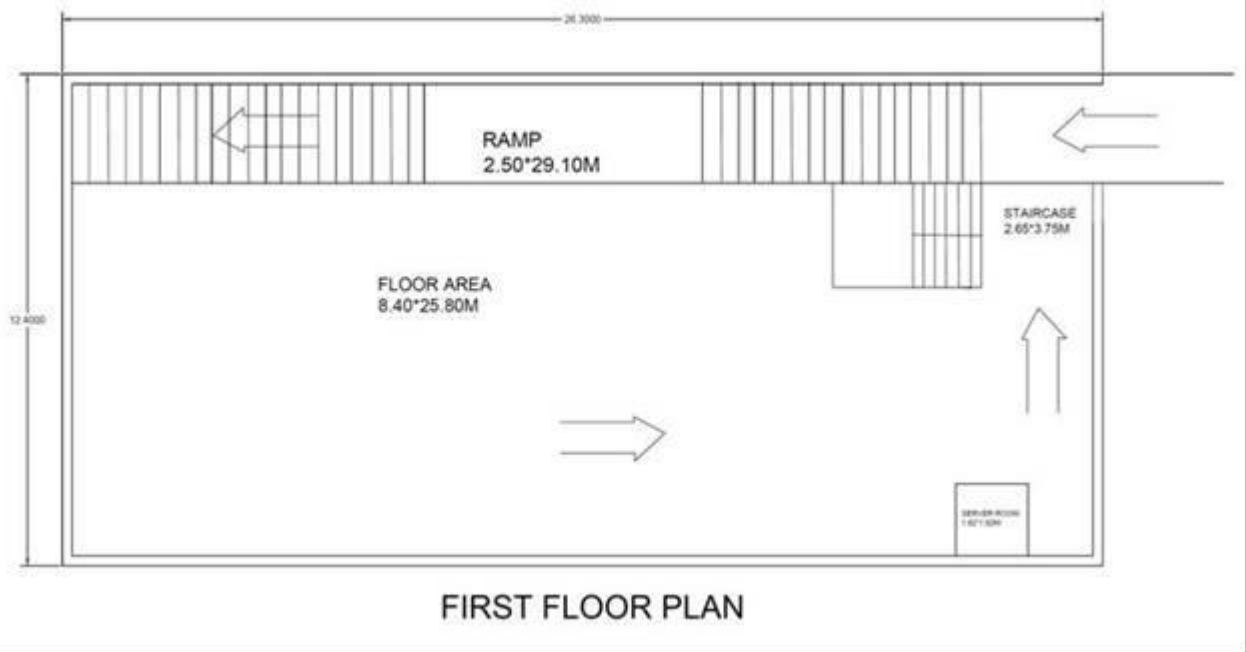 26.3000
RAMP
2.50*29.10M
STAIRCASE
2.65*3.75M
FLOOR AREA
8.40*25.80M
12.4000
SERVER ROOM
FIRST FLOOR PLAN